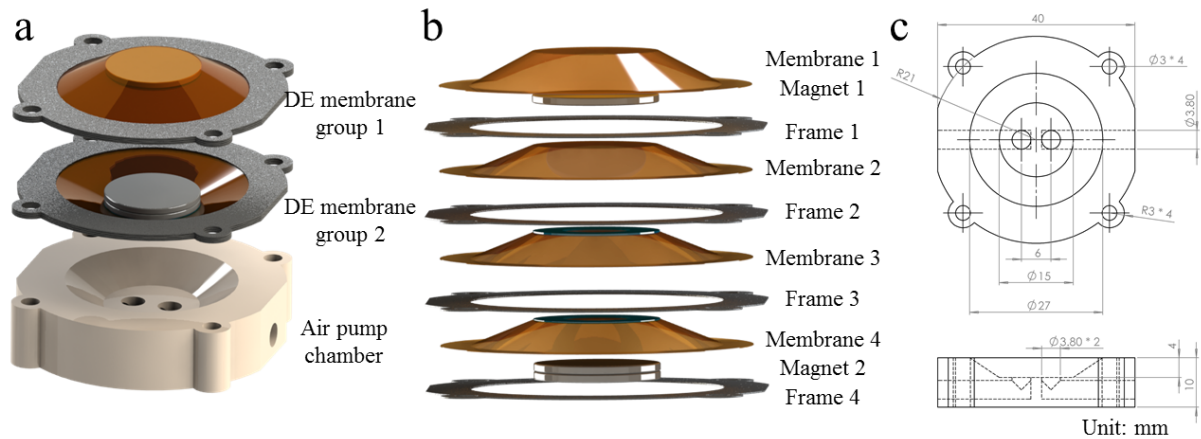 a
DE membrane
group 1
DE membrane
group 2
Air pump
chamber
b
Membrane 1
Magnet 1
Frame 1
Membrane 2
Frame 2
Membrane 3
Frame 3
Membrane 4
Magnet 2
Frame 4
c
40
R21
Ø3 * 4
Ø3.80
R3 * 4
6
Ø15
Ø27
Ø3,80 * 2
4
10
Unit: mm